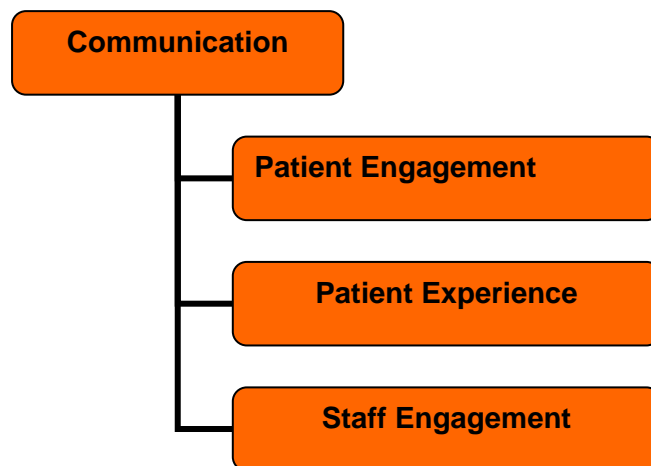 Communication
Patient Engagement
Patient Experience
Staff Engagement